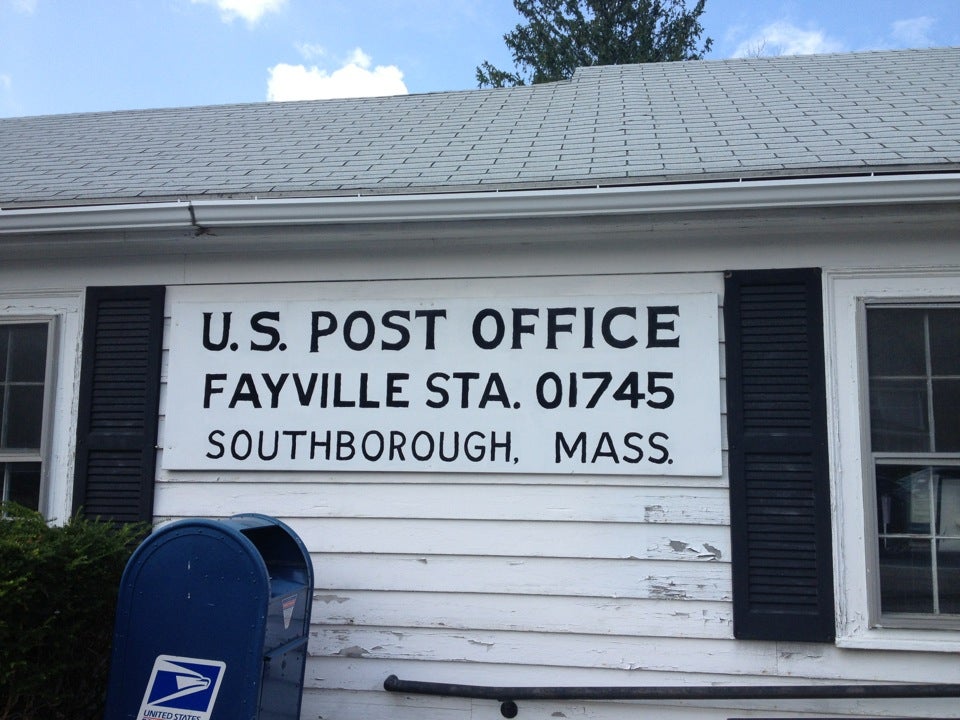 U.S. POST OFFICE
FAYVILLE STA. 01745
SOUTHBOROUGH, MASS.
UNITED STATES